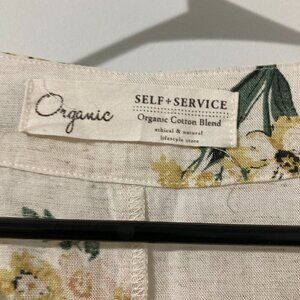 Organic
SELF+SERVICE
Organic Cotton Blend
ethical & natural
lifestyle store